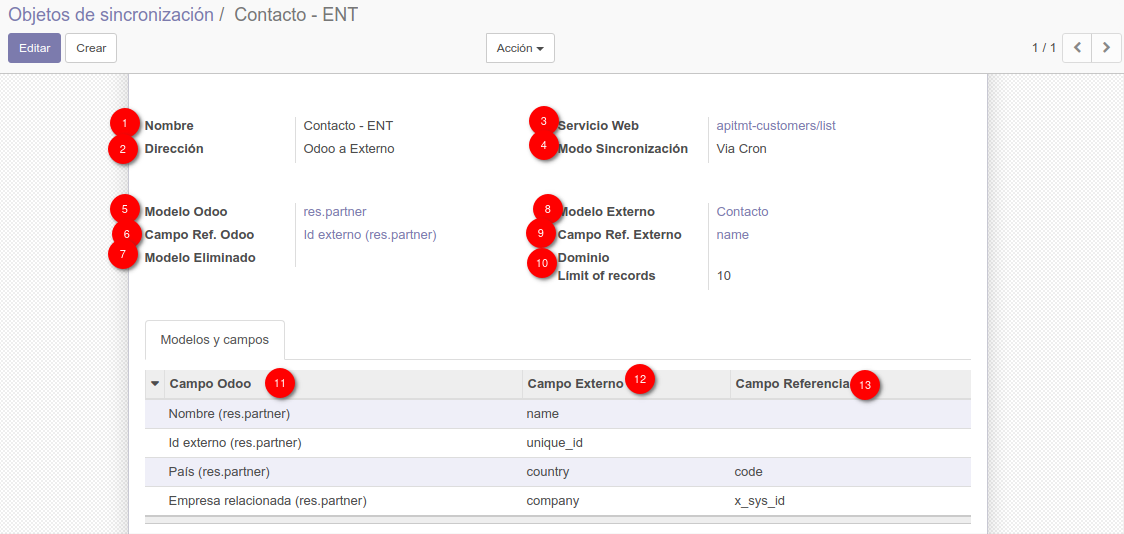 Objetos de sincronización / Contacto - ENT
Editar Crear Acción 1 / 1
1 Nombre Contacto - ENT 3 Servicio Web apitmt-customers/list
2 Dirección Odoo a Externo 4 Modo Sincronización Via Cron
5 Modelo Odoo res.partner 8 Modelo Externo Contacto
6 Campo Ref. Odoo Id externo (res.partner) 9 Campo Ref. Externo name
7 Modelo Eliminado 10 Dominio
Límit of records 10
Modelos y campos
Campo Odoo 11 Campo Externo 12 Campo Referencia 13
Nombre (res.partner) name
Id externo (res.partner) unique_id
País (res.partner) country code
Empresa relacionada (res.partner) company x_sys_id